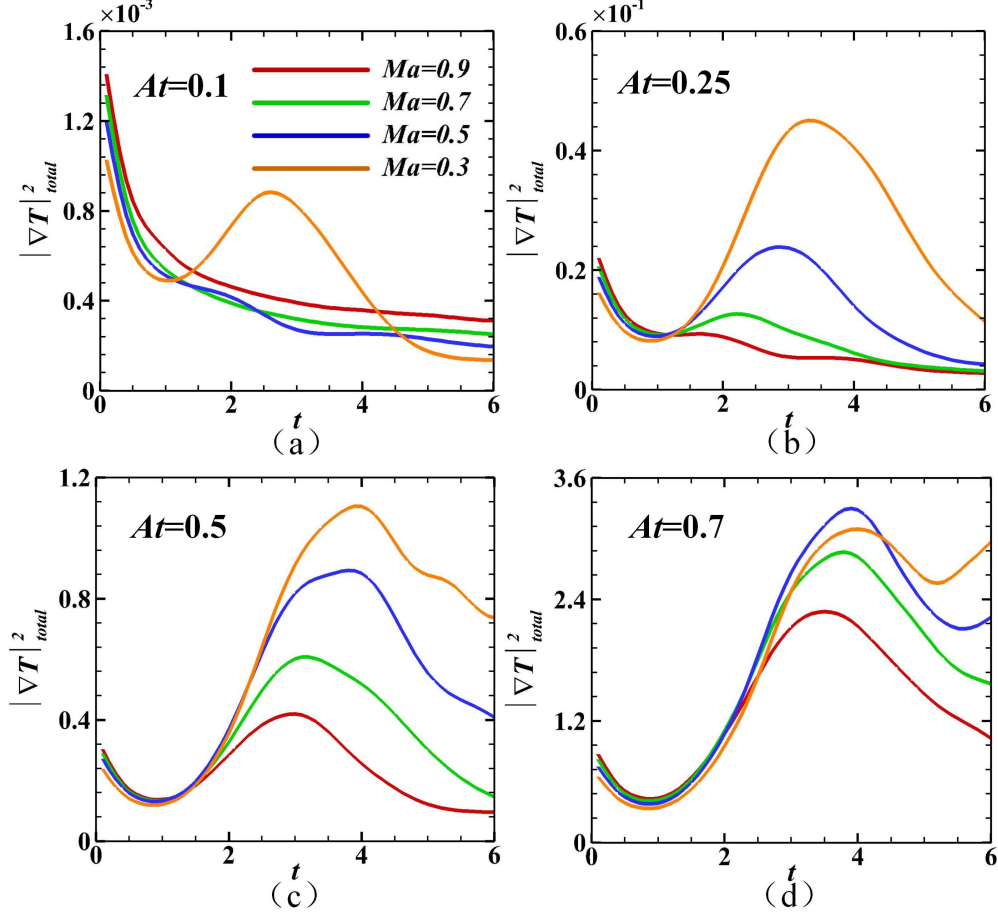 ×10⁻³
1.6
1.2
0.8
0.4
0
0
2
4
6
At=0.1
Ma=0.9
Ma=0.7
Ma=0.5
Ma=0.3
|∇T|²total
t
(a)
×10⁻¹
0.6
0.4
0.2
0
0
2
4
6
At=0.25
|∇T|²total
t
(b)
1.2
0.8
0.4
0
0
2
4
6
At=0.5
|∇T|²total
t
(c)
3.6
2.4
1.2
0
0
2
4
6
At=0.7
|∇T|²total
t
(d)